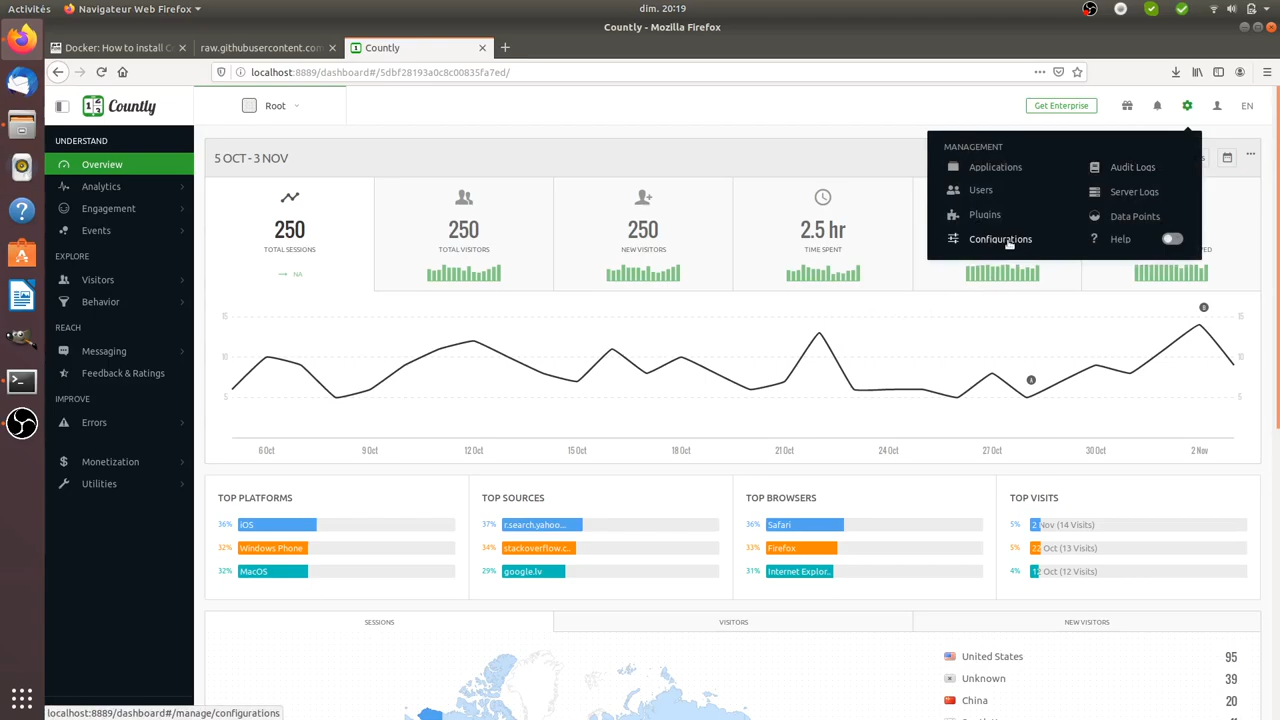 Activités
Navigateur Web Firefox
dim. 20:19
Countly - Mozilla Firefox
Docker: How to install C
raw.githubusercontent.com
Countly
localhost:8889/dashboard#/5dbf28193a0c8c00835fa7ed/
Countly
Root
Get Enterprise
EN
UNDERSTAND
Overview
Analytics
Engagement
Events
EXPLORE
Visitors
Behavior
REACH
Messaging
Feedback & Ratings
IMPROVE
Errors
Monetization
Utilities
5 OCT - 3 NOV
MANAGEMENT
Applications
Users
Plugins
Configurations
Audit Logs
Server Logs
Data Points
Help
250
TOTAL SESSIONS
NA
250
TOTAL VISITORS
250
NEW VISITORS
2.5 hr
TIME SPENT
15
10
5
15
10
5
A
B
6 Oct
9 Oct
12 Oct
15 Oct
18 Oct
21 Oct
24 Oct
27 Oct
30 Oct
2 Nov
TOP PLATFORMS
36% iOS
32% Windows Phone
32% MacOS
TOP SOURCES
37% r.search.yahoo...
34% stackoverflow.c..
29% google.lv
TOP BROWSERS
36% Safari
33% Firefox
31% Internet Explor..
TOP VISITS
5% 2 Nov (14 Visits)
5% 22 Oct (13 Visits)
4% 12 Oct (12 Visits)
SESSIONS
VISITORS
NEW VISITORS
United States 95
Unknown 39
China 20
localhost:8889/dashboard#/manage/configurations